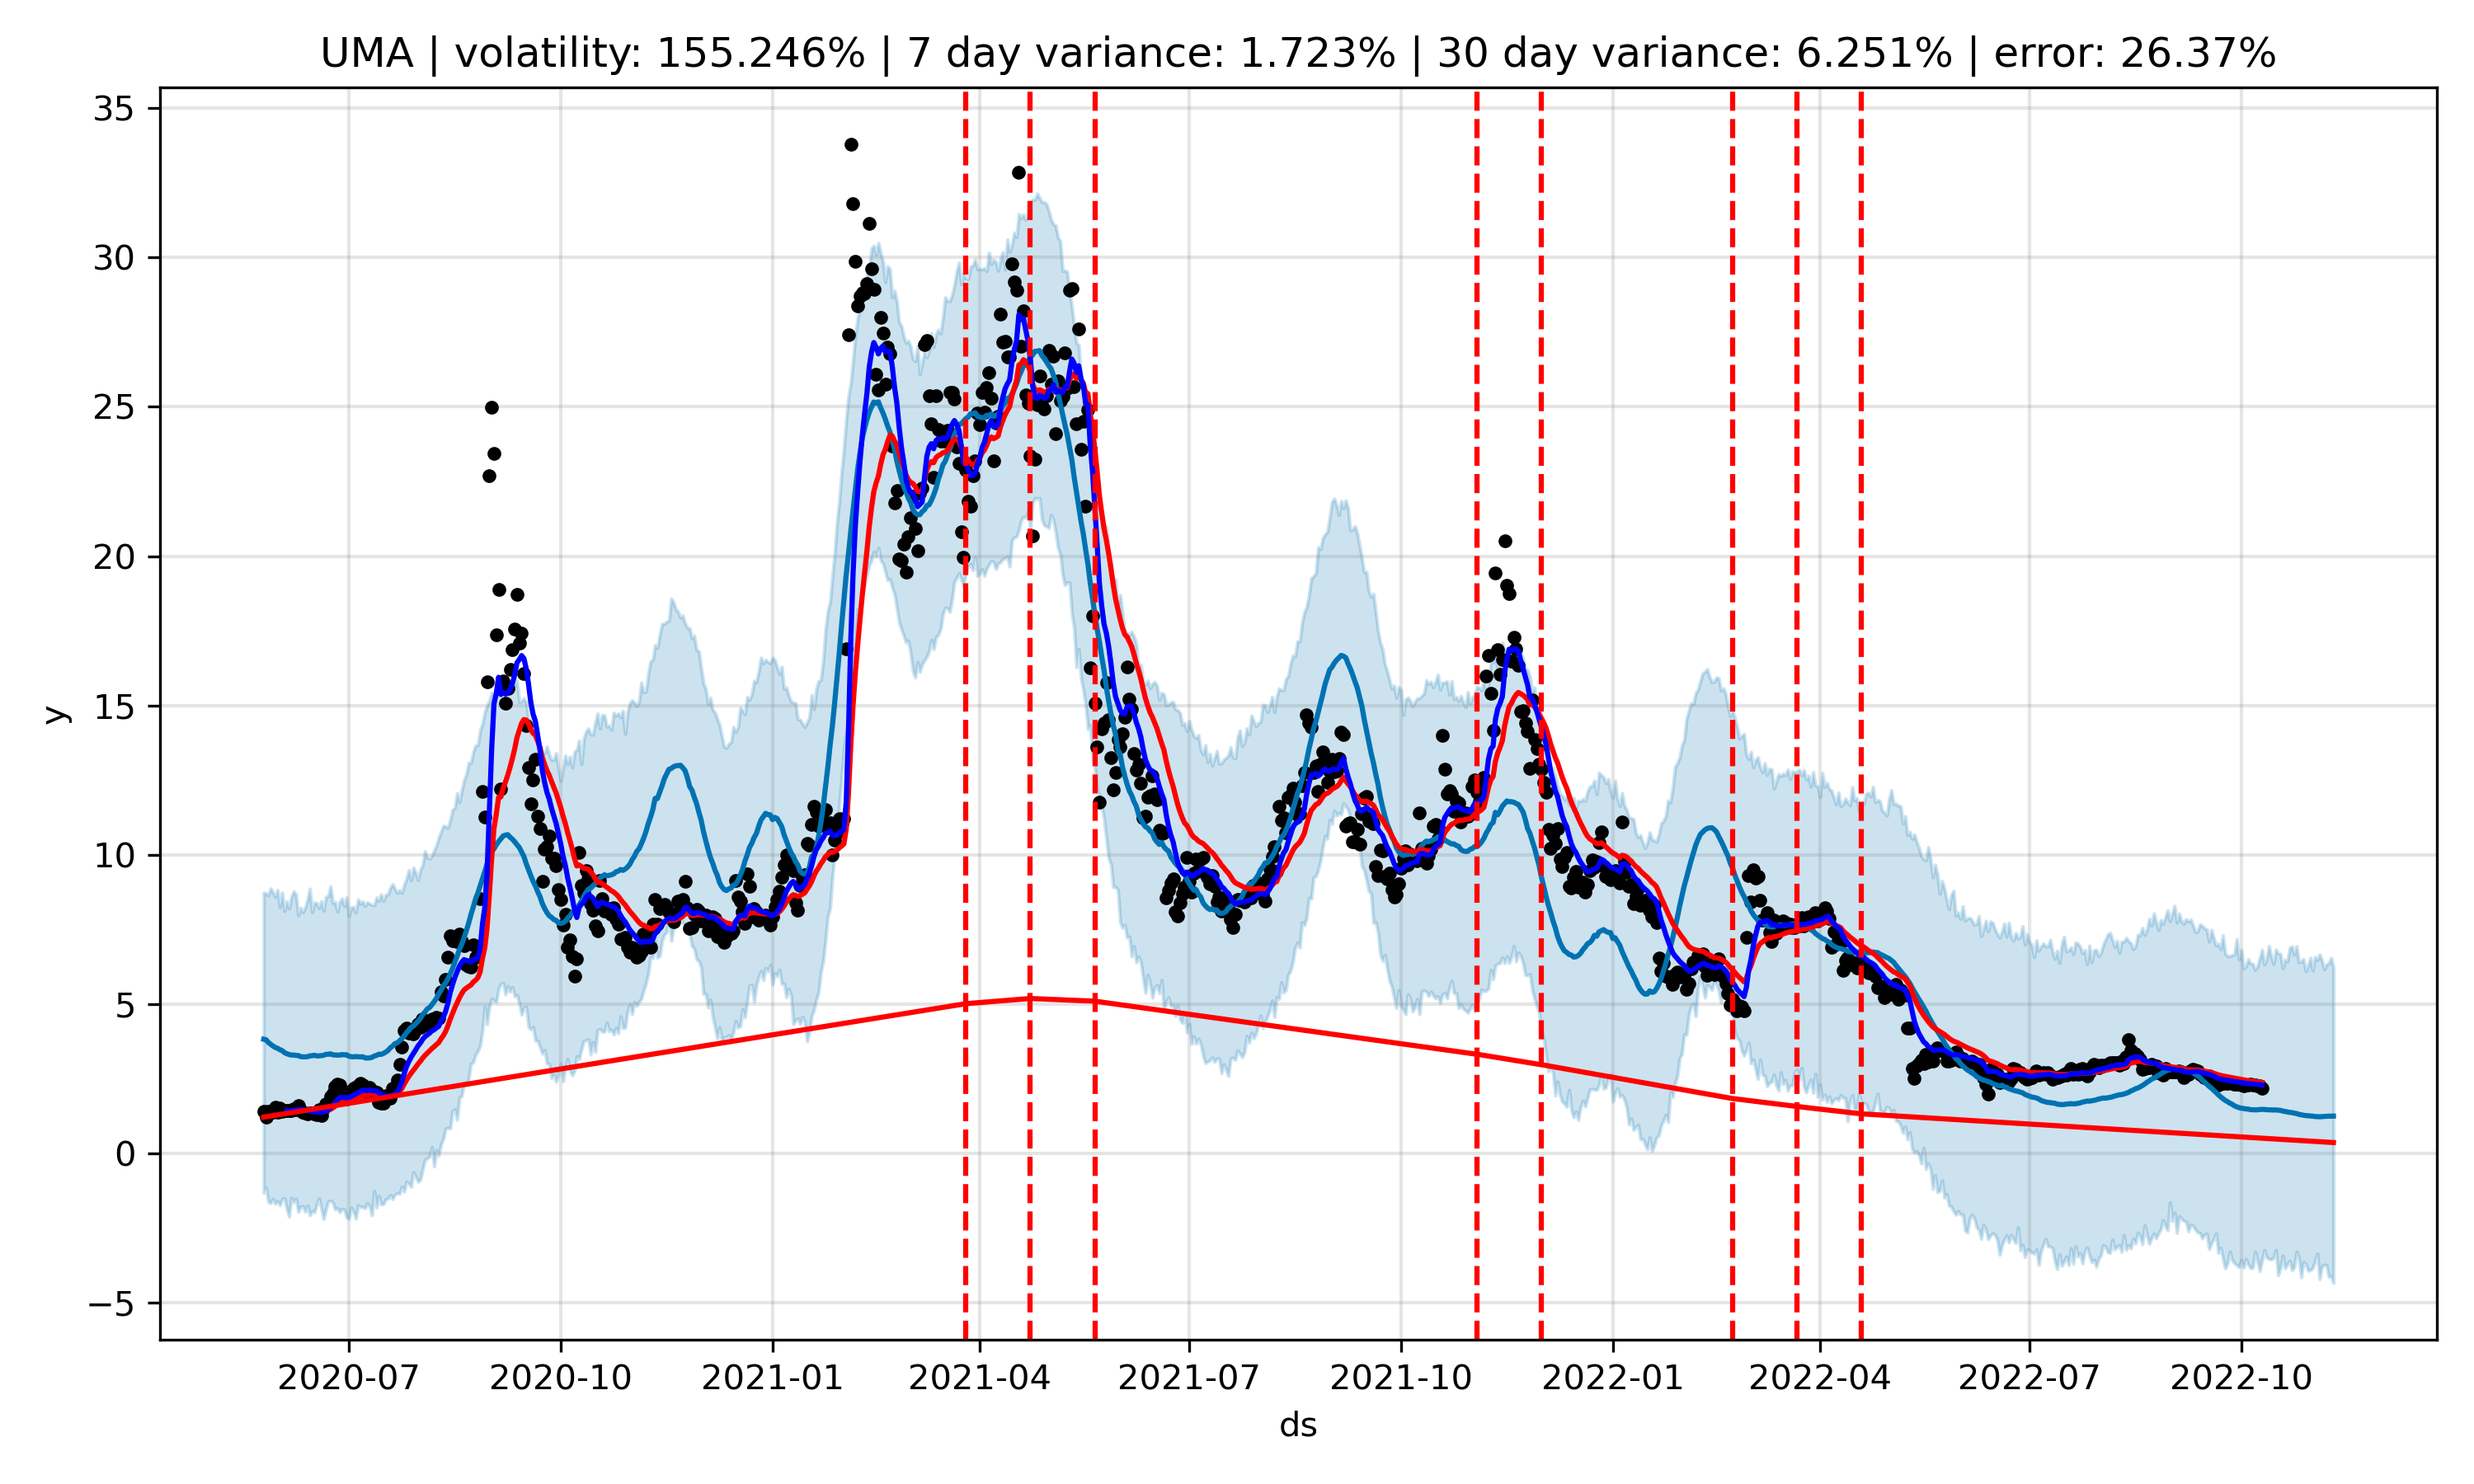 UMA | volatility: 155.246% | 7 day variance: 1.723% | 30 day variance: 6.251% | error: 26.37%
35
30
25
20
15
10
5
0
−5
y
2020-07 2020-10 2021-01 2021-04 2021-07 2021-10 2022-01 2022-04 2022-07 2022-10
ds